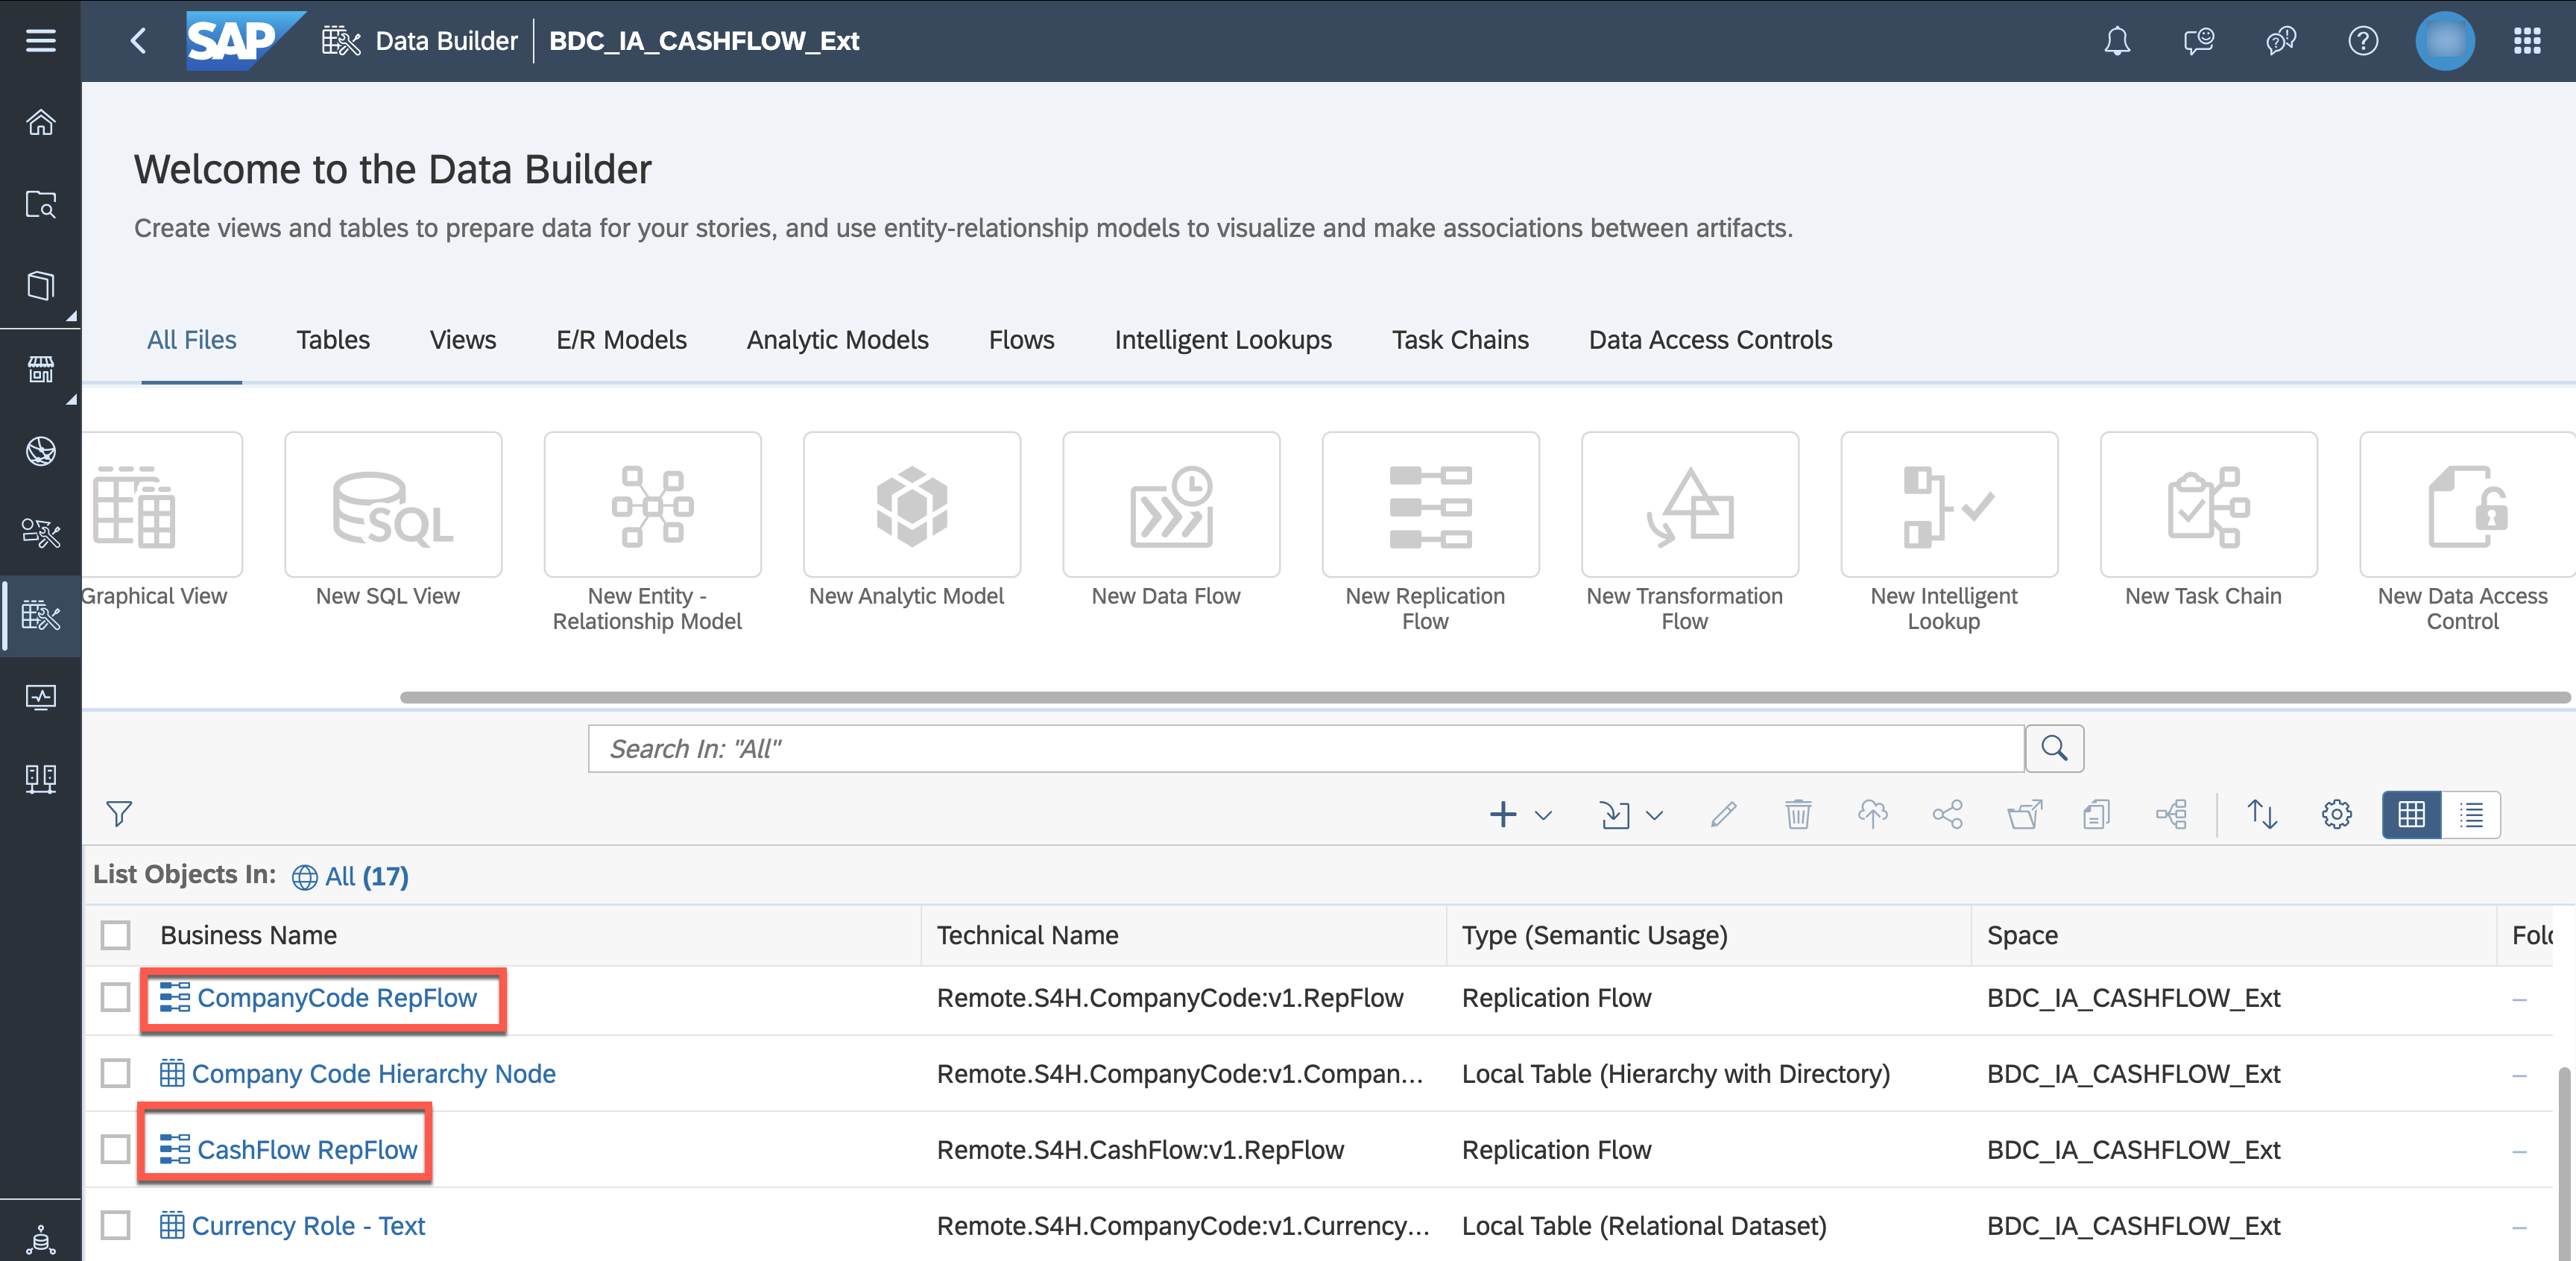 SAP Data Builder BDC_IA_CASHFLOW_Ext
Welcome to the Data Builder
Create views and tables to prepare data for your stories, and use entity-relationship models to visualize and make associations between artifacts.
All Files Tables Views E/R Models Analytic Models Flows Intelligent Lookups Task Chains Data Access Controls
SQL
Graphical View New SQL View New Entity - Relationship Model New Analytic Model New Data Flow New Replication Flow New Transformation Flow New Intelligent Lookup New Task Chain New Data Access Control
Search In: "All"
List Objects In: All (17)
Business Name Technical Name Type (Semantic Usage) Space
CompanyCode RepFlow Remote.S4H.CompanyCode:v1.RepFlow Replication Flow BDC_IA_CASHFLOW_Ext –
Company Code Hierarchy Node Remote.S4H.CompanyCode:v1.Compan... Local Table (Hierarchy with Directory) BDC_IA_CASHFLOW_Ext –
CashFlow RepFlow Remote.S4H.CashFlow:v1.RepFlow Replication Flow BDC_IA_CASHFLOW_Ext –
Currency Role - Text Remote.S4H.CompanyCode:v1.Currency... Local Table (Relational Dataset) BDC_IA_CASHFLOW_Ext –